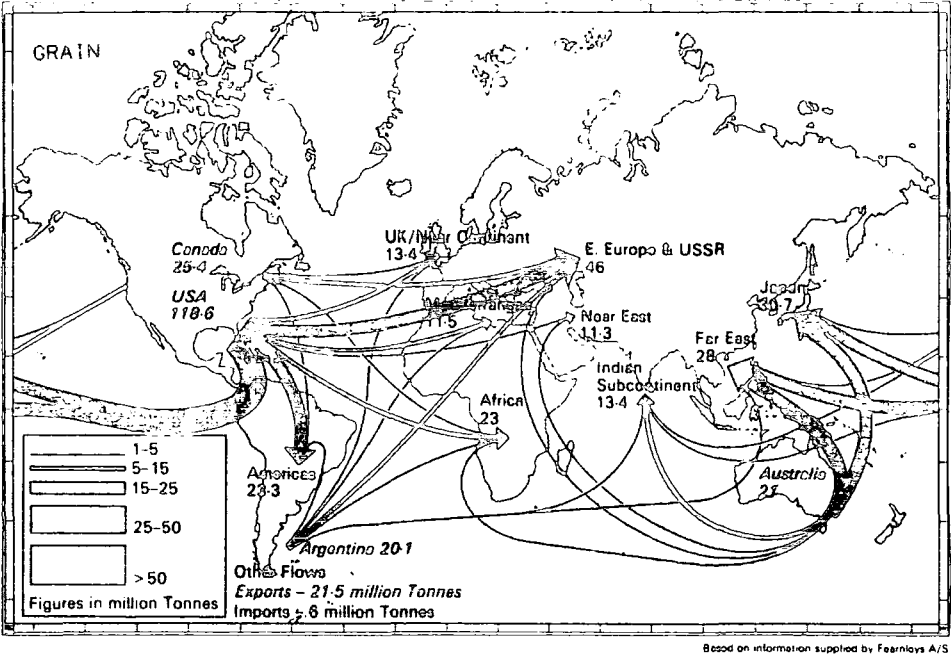 GRAIN
Canada
25·4
USA
118·6
UK/Near Continent
13·4
E. Europe & USSR
46
11·5
Near East
11·3
Japan
Far East
28
Indian
Subcontinent
13·4
Africa
23
Americas
23·3
Australia
Argentina 20·1
Other Flows
Exports – 21·5 million Tonnes
Imports - 6 million Tonnes
1-5
5-15
15-25
25-50
>50
Figures in million Tonnes
Based on information supplied by Fearnleys A/S